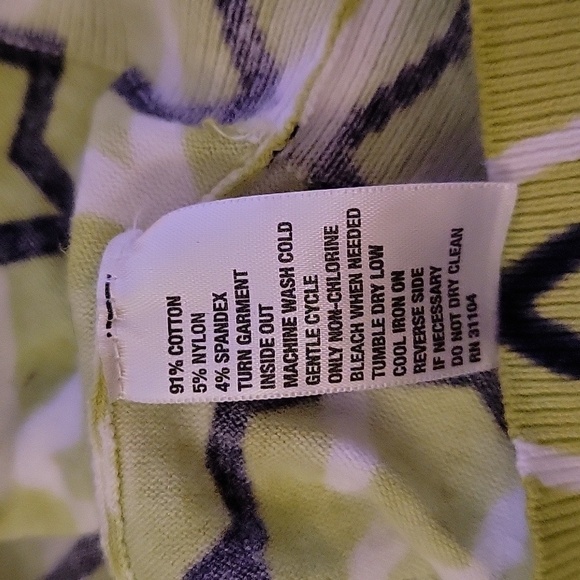 91% COTTON
5% NYLON
4% SPANDEX
TURN GARMENT
INSIDE OUT
MACHINE WASH COLD
GENTLE CYCLE
ONLY NON-CHLORINE
BLEACH WHEN NEEDED
TUMBLE DRY LOW
COOL IRON ON
REVERSE SIDE
IF NECESSARY
DO NOT DRY CLEAN
RN 31104